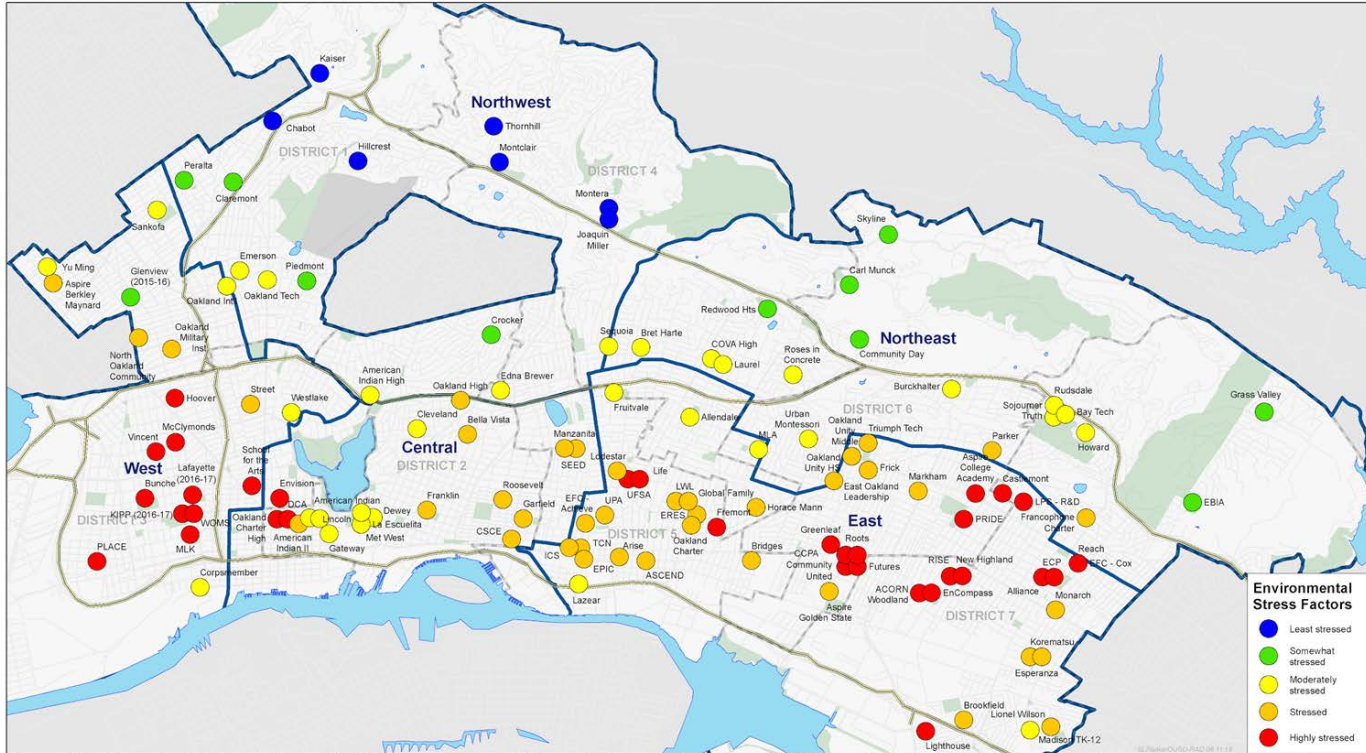 Kaiser
Northwest
Chabot
Thornhill
Hillcrest
Montclair
DISTRICT 1
DISTRICT 4
Peralta
Claremont
Montera
Sankofa
Joaquin
Miller
Skyline
Yu Ming
Emerson
Piedmont
Glenview
(2015-16)
Carl Munck
Aspire
Berkley
Maynard
Oakland Int.
Oakland Tech
Redwood Hts
Northeast
Crocker
Oakland
Military
Inst
Sequoia
Bret Harte
COVA High
Laurel
Roses in
Concrete
Community Day
North
Oakland
Community
American
Indian High
Edna Brewer
Burckhalter
Rudsdale
Grass Valley
Hoover
Street
Westlake
Oakland High
Cleveland
Bella Vista
Fruitvale
Allendale
Sojourner
Truth
Bay Tech
Howard
McClymonds
Vincent
West
Central
DISTRICT 2
Manzanita
SEED
Urban
Montessori
MLA
DISTRICT 6
Oakland
Unity
Middle
Triumph Tech
Parker
School
for the
Arts
Lafayette
(2016-17)
Bunche
Lodestar
Life
UFSA
Oakland
Unity HS
Frick
East Oakland
Leadership
Markham
Aspire
College
Academy
Castlemont
LPS - R&D
EBIA
DISTRICT 3
KIPP (2016-17)
WOMS
MLK
Envision
DCA
American Indian
Oakland
Charter
High
American
Indian II
Lincoln
Gateway
Dewey
La Escuelita
Met West
Franklin
Roosevelt
Garfield
CSCE
EFC -
Achieve
UPA
LWL
Global Family
ERES
DISTRICT 5
Fremont
Oakland
Charter
Horace Mann
East
PRIDE
Francophone
Charter
PLACE
Corpsmember
ICS
TCN
EPIC
Arise
ASCEND
Lazear
Bridges
Greenleaf
Roots
CCPA
Community
United
Futures
Aspire
Golden State
RISE
New Highland
ACORN
Woodland
EnCompass
DISTRICT 7
ECP
Reach
EFC - Cox
Alliance
Monarch
Korematsu
Esperanza
Brookfield
Lionel Wilson
Madison TK-12
Lighthouse
Environmental
Stress Factors
Least stressed
Somewhat
stressed
Moderately
stressed
Stressed
Highly stressed